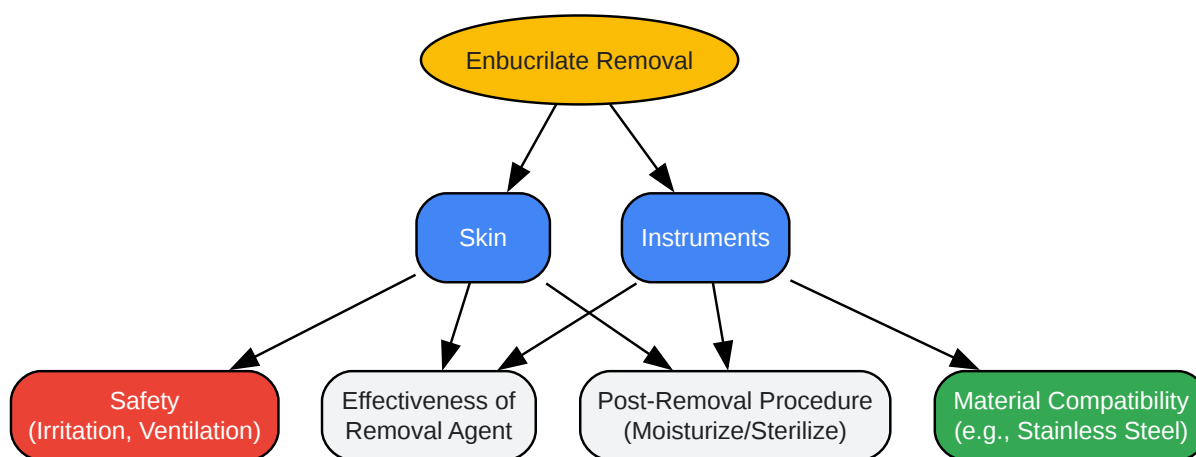 Enbucrilate Removal
Skin
Instruments
Safety
(Irritation, Ventilation)
Effectiveness of
Removal Agent
Post-Removal Procedure
(Moisturize/Sterilize)
Material Compatibility
(e.g., Stainless Steel)